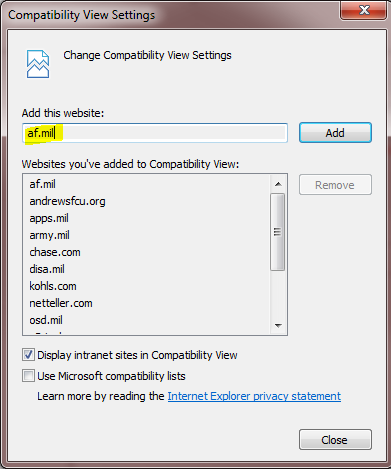 Compatibility View Settings
Change Compatibility View Settings
Add this website:
af.mil
Add
Websites you've added to Compatibility View:
af.mil
Remove
andrewsfcu.org
apps.mil
army.mil
chase.com
disa.mil
kohls.com
netteller.com
osd.mil
Display intranet sites in Compatibility View
Use Microsoft compatibility lists
Learn more by reading the Internet Explorer privacy statement
Close